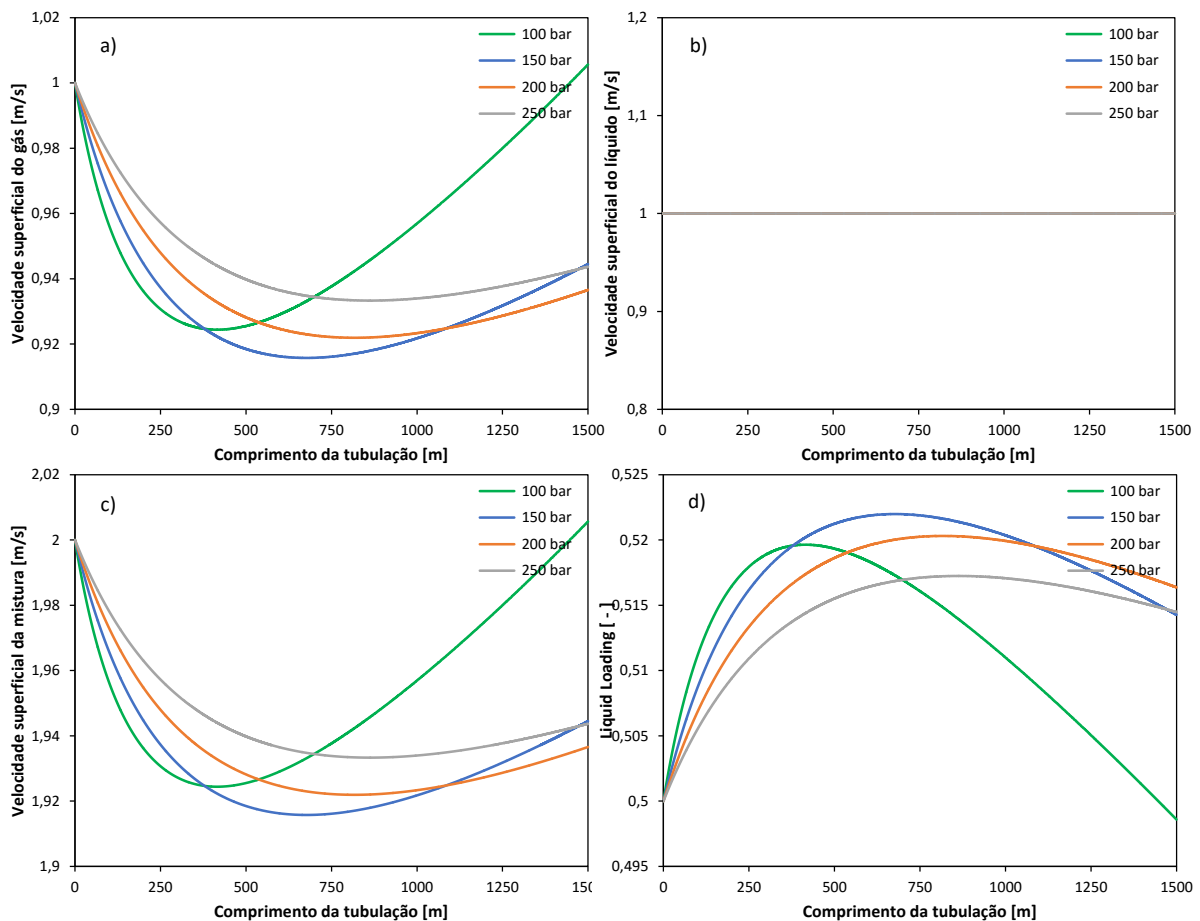 a)
1,02
1
0,98
0,96
0,94
0,92
0,9
0 250 500 750 1000 1250 1500
Velocidade superficial do gás [m/s]
Comprimento da tubulação [m]
100 bar
150 bar
200 bar
250 bar
b)
1,2
1,1
1
0,9
0,8
0 250 500 750 1000 1250 1500
Velocidade superficial do líquido [m/s]
Comprimento da tubulação [m]
100 bar
150 bar
200 bar
250 bar
c)
2,02
2
1,98
1,96
1,94
1,92
1,9
0 250 500 750 1000 1250 150
Velocidade superficial da mistura [m/s]
Comprimento da tubulação [m]
100 bar
150 bar
200 bar
250 bar
d)
0,525
0,52
0,515
0,51
0,505
0,5
0,495
0 250 500 750 1000 1250 1500
Liquid Loading [ - ]
Comprimento da tubulação [m]
100 bar
150 bar
200 bar
250 bar